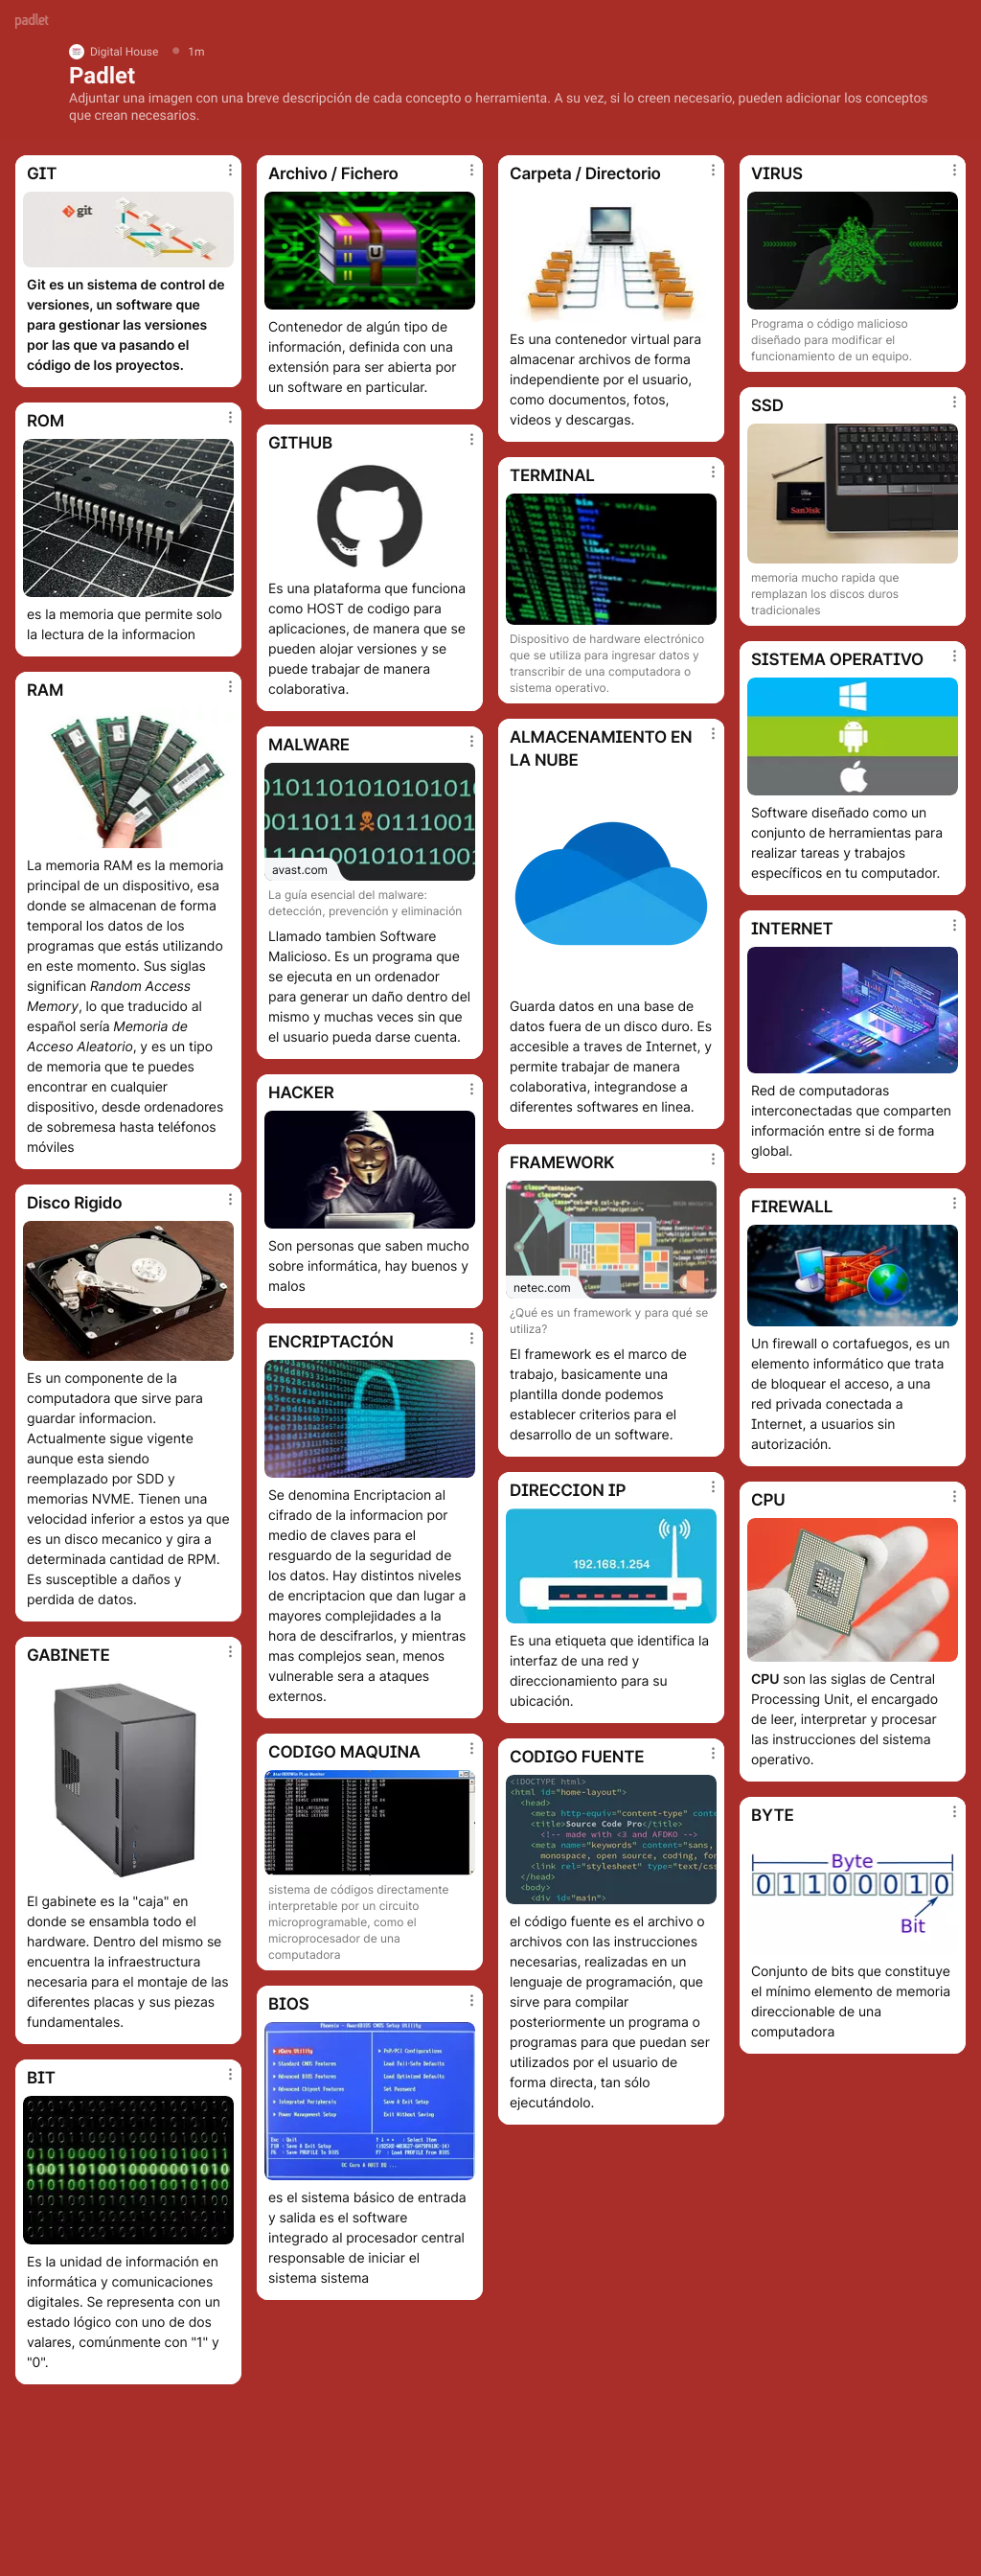 padlet
Digital House
1m
Padlet
Adjuntar una imagen con una breve descripción de cada concepto o herramienta. A su vez, si lo creen necesario, pueden adicionar los conceptos
que crean necesarios.
GIT
git
Git es un sistema de control de
versiones, un software que
para gestionar las versiones
por las que va pasando el
código de los proyectos.
ROM
es la memoria que permite solo
la lectura de la informacion
RAM
La memoria RAM es la memoria
principal de un dispositivo, esa
donde se almacenan de forma
temporal los datos de los
programas que estás utilizando
en este momento. Sus siglas
significan Random Access
Memory, lo que traducido al
español sería Memoria de
Acceso Aleatorio, y es un tipo
de memoria que te puedes
encontrar en cualquier
dispositivo, desde ordenadores
de sobremesa hasta teléfonos
móviles
Disco Rigido
Es un componente de la
computadora que sirve para
guardar informacion.
Actualmente sigue vigente
aunque esta siendo
reemplazado por SDD y
memorias NVME. Tienen una
velocidad inferior a estos ya que
es un disco mecanico y gira a
determinada cantidad de RPM.
Es susceptible a daños y
perdida de datos.
GABINETE
El gabinete es la "caja" en
donde se ensambla todo el
hardware. Dentro del mismo se
encuentra la infraestructura
necesaria para el montaje de las
diferentes placas y sus piezas
fundamentales.
BIT
Es la unidad de información en
informática y comunicaciones
digitales. Se representa con un
estado lógico con uno de dos
valares, comúnmente con "1" y
"0".
Archivo / Fichero
Contenedor de algún tipo de
información, definida con una
extensión para ser abierta por
un software en particular.
GITHUB
Es una plataforma que funciona
como HOST de codigo para
aplicaciones, de manera que se
pueden alojar versiones y se
puede trabajar de manera
colaborativa.
MALWARE
avast.com
La guía esencial del malware:
detección, prevención y eliminación
Llamado tambien Software
Malicioso. Es un programa que
se ejecuta en un ordenador
para generar un daño dentro del
mismo y muchas veces sin que
el usuario pueda darse cuenta.
HACKER
Son personas que saben mucho
sobre informática, hay buenos y
malos
ENCRIPTACIÓN
Se denomina Encriptacion al
cifrado de la informacion por
medio de claves para el
resguardo de la seguridad de
los datos. Hay distintos niveles
de encriptacion que dan lugar a
mayores complejidades a la
hora de descifrarlos, y mientras
mas complejos sean, menos
vulnerable sera a ataques
externos.
CODIGO MAQUINA
sistema de códigos directamente
interpretable por un circuito
microprogramable, como el
microprocesador de una
computadora
BIOS
Phoenix - AwardBIOS CMOS Setup Utility
Standard CMOS Features
Advanced BIOS Features
Advanced Chipset Features
Integrated Peripherals
Power Management Setup
PnP/PCI Configurations
Load Fail-Safe Defaults
Load Optimized Defaults
Set Password
Save & Exit Setup
Exit Without Saving
es el sistema básico de entrada
y salida es el software
integrado al procesador central
responsable de iniciar el
sistema sistema
Carpeta / Directorio
Es una contenedor virtual para
almacenar archivos de forma
independiente por el usuario,
como documentos, fotos,
videos y descargas.
TERMINAL
Dispositivo de hardware electrónico
que se utiliza para ingresar datos y
transcribir de una computadora o
sistema operativo.
ALMACENAMIENTO EN
LA NUBE
Guarda datos en una base de
datos fuera de un disco duro. Es
accesible a traves de Internet, y
permite trabajar de manera
colaborativa, integrandose a
diferentes softwares en linea.
FRAMEWORK
netec.com
¿Qué es un framework y para qué se
utiliza?
El framework es el marco de
trabajo, basicamente una
plantilla donde podemos
establecer criterios para el
desarrollo de un software.
DIRECCION IP
192.168.1.254
Es una etiqueta que identifica la
interfaz de una red y
direccionamiento para su
ubicación.
CODIGO FUENTE
<!DOCTYPE html>
<html id="home-layout">
<head>
<meta http-equiv="content-type" conte
<title>Source Code Pro</title>
<!-- made with <3 and AFDKO -->
<meta name="keywords" content="sans,
monospace, open source, coding, fon
<link rel="stylesheet" type="text/css
</head>
<body>
<div id="main">
el código fuente es el archivo o
archivos con las instrucciones
necesarias, realizadas en un
lenguaje de programación, que
sirve para compilar
posteriormente un programa o
programas para que puedan ser
utilizados por el usuario de
forma directa, tan sólo
ejecutándolo.
VIRUS
Programa o código malicioso
diseñado para modificar el
funcionamiento de un equipo.
SSD
SanDisk
memoria mucho rapida que
remplazan los discos duros
tradicionales
SISTEMA OPERATIVO
Software diseñado como un
conjunto de herramientas para
realizar tareas y trabajos
específicos en tu computador.
INTERNET
Red de computadoras
interconectadas que comparten
información entre si de forma
global.
FIREWALL
Un firewall o cortafuegos, es un
elemento informático que trata
de bloquear el acceso, a una
red privada conectada a
Internet, a usuarios sin
autorización.
CPU
CPU son las siglas de Central
Processing Unit, el encargado
de leer, interpretar y procesar
las instrucciones del sistema
operativo.
BYTE
Byte
0 1 1 0 0 0 1 0
Bit
Conjunto de bits que constituye
el mínimo elemento de memoria
direccionable de una
computadora